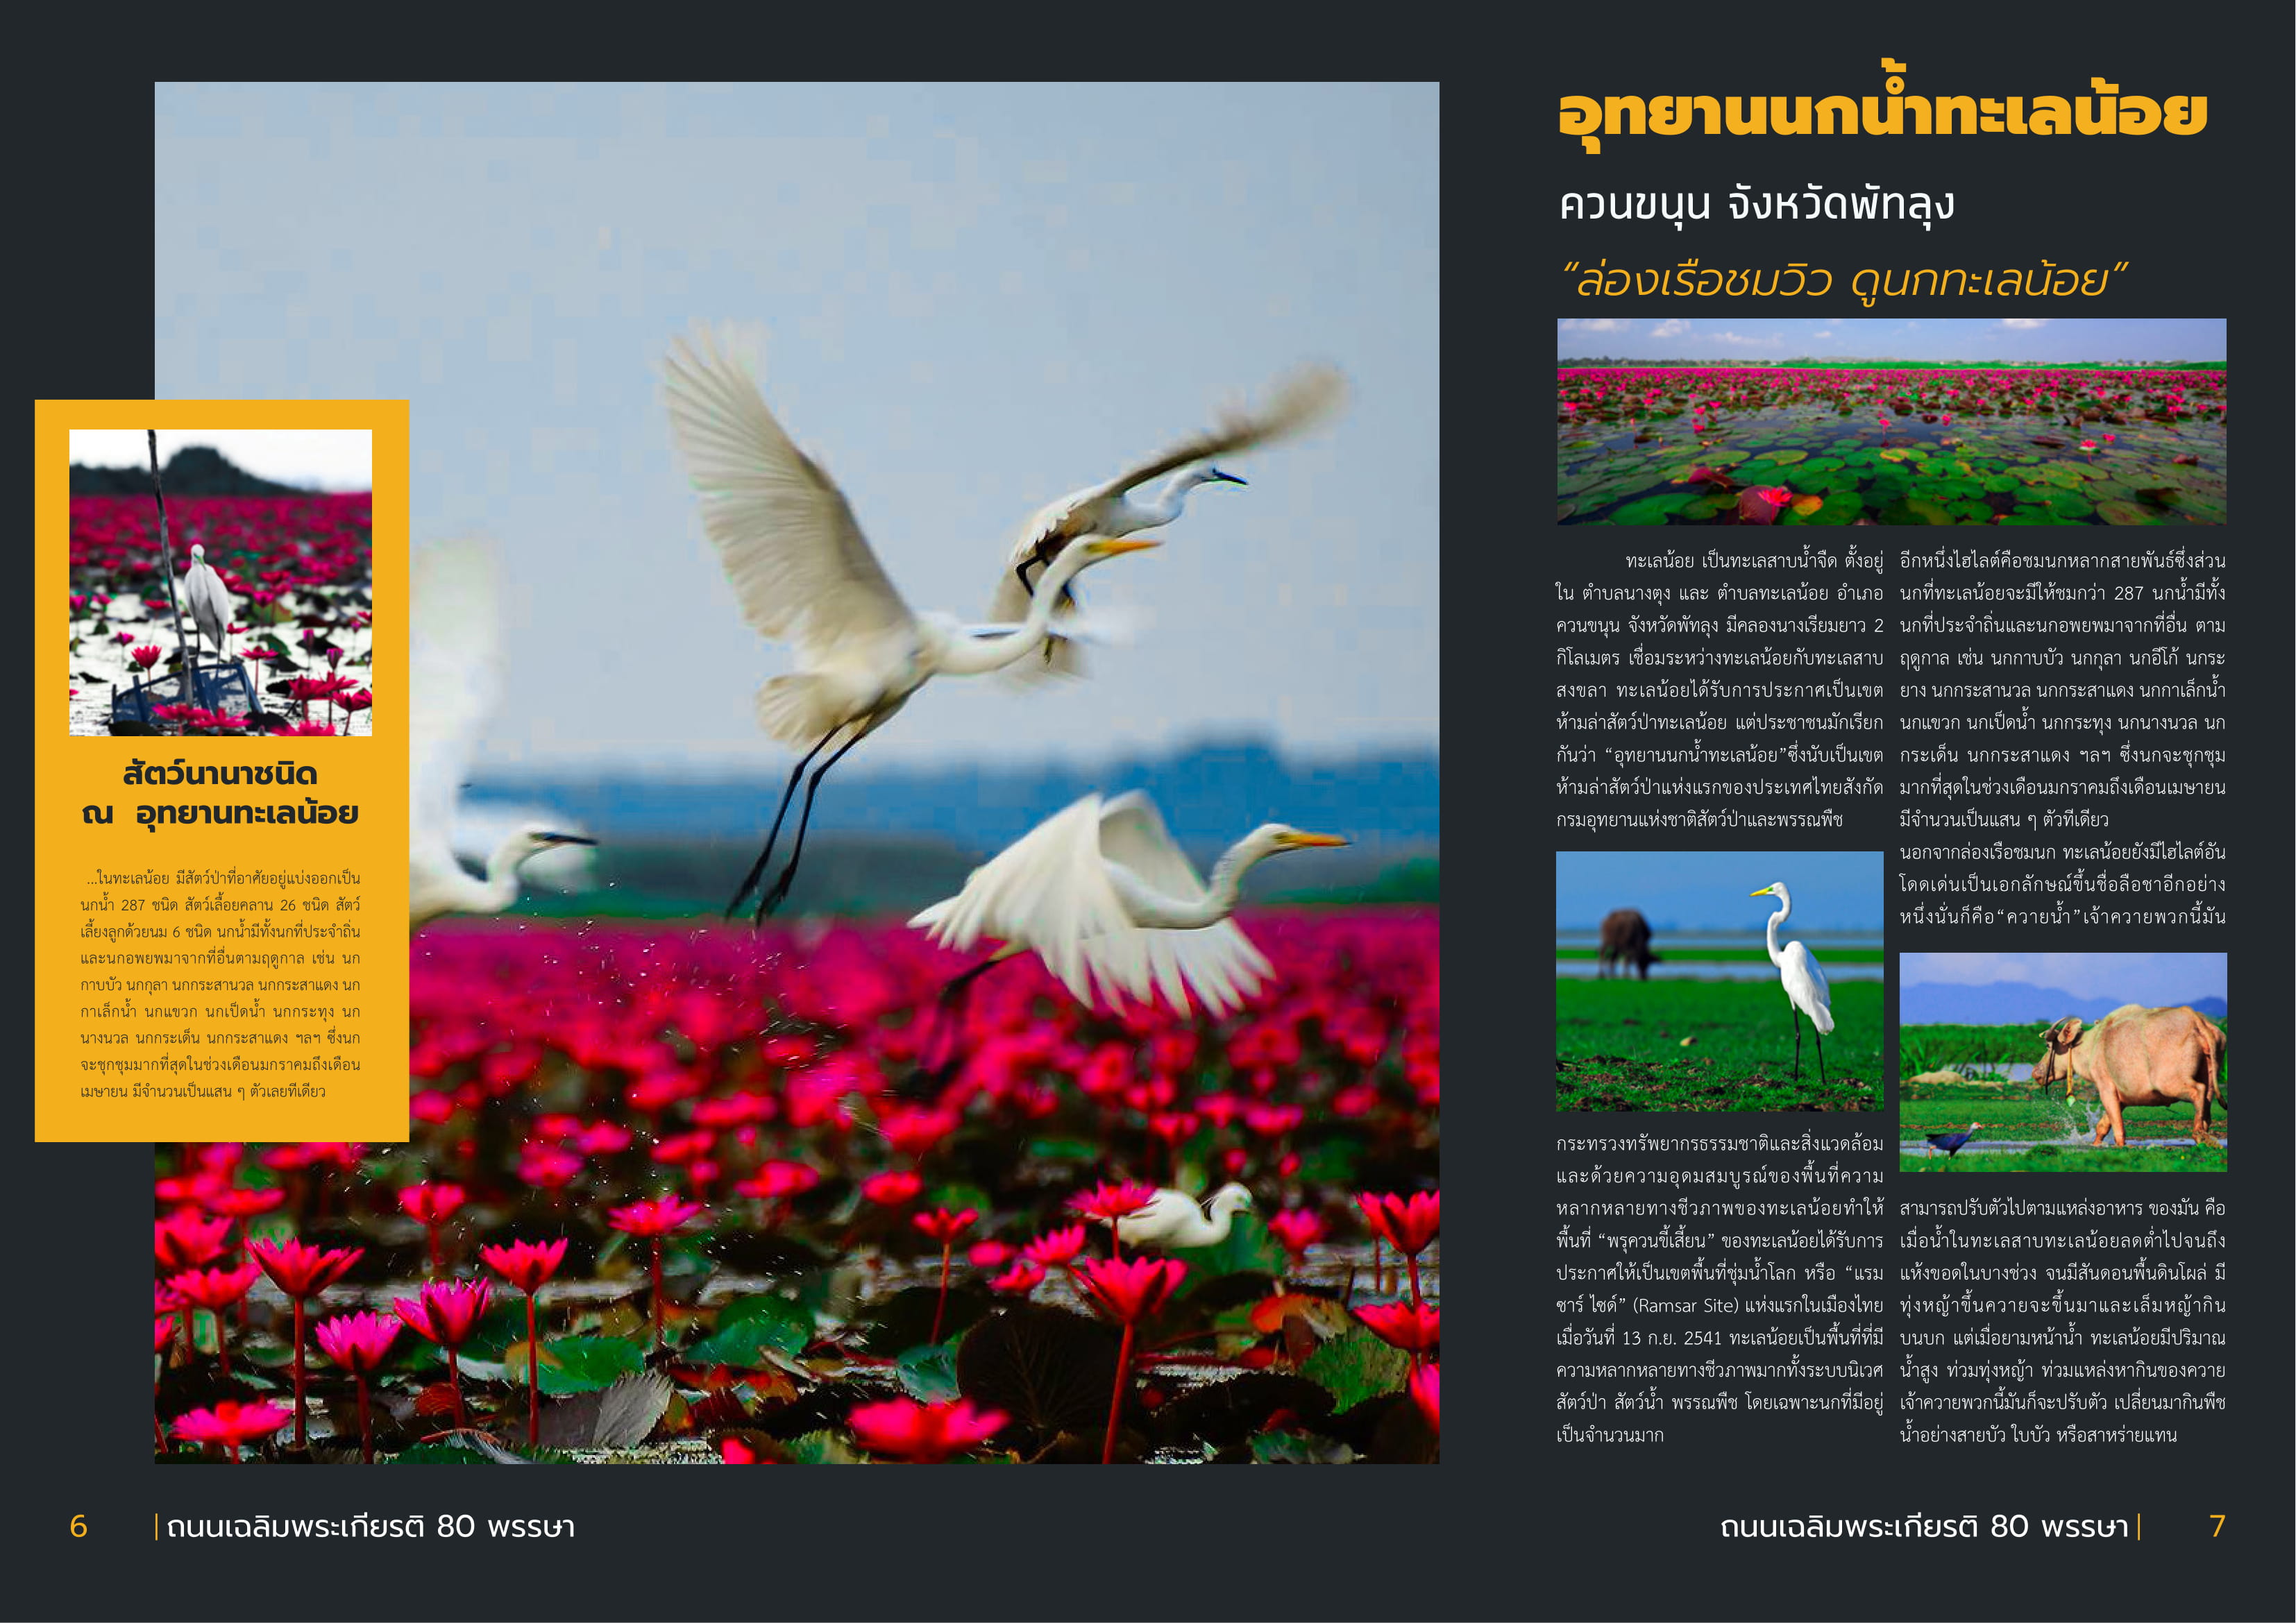 สัตว์นานาชนิด
ณ อุทยานทะเลน้อย
...ในทะเลน้อย มีสัตว์ป่าที่อาศัยอยู่แบ่งออกเป็น
นกน้ำ 287 ชนิด สัตว์เลื้อยคลาน 26 ชนิด สัตว์
เลี้ยงลูกด้วยนม 6 ชนิด นกน้ำมีทั้งนกที่ประจำถิ่น
และนกอพยพมาจากที่อื่นตามฤดูกาล เช่น นก
กาบบัว นกกุลา นกกระสานวล นกกระสาแดง นก
กาเล็กน้ำ นกแขวก นกเป็ดน้ำ นกกระทุง นก
นางนวล นกกระเด็น นกกระสาแดง ฯลฯ ซึ่งนก
จะชุกชุมมากที่สุดในช่วงเดือนมกราคมถึงเดือน
เมษายน มีจำนวนเป็นแสน ๆ ตัวเลยทีเดียว
6 | ถนนเฉลิมพระเกียรติ 80 พรรษา
อุทยานนกน้ำทะเลน้อย
ควนขนุน จังหวัดพัทลุง
“ล่องเรือชมวิว ดูนกทะเลน้อย”
ทะเลน้อย เป็นทะเลสาบน้ำจืด ตั้งอยู่
ใน ตำบลนางตุง และ ตำบลทะเลน้อย อำเภอ
ควนขนุน จังหวัดพัทลุง มีคลองนางเรียมยาว 2
กิโลเมตร เชื่อมระหว่างทะเลน้อยกับทะเลสาบ
สงขลา ทะเลน้อยได้รับการประกาศเป็นเขต
ห้ามล่าสัตว์ป่าทะเลน้อย แต่ประชาชนมักเรียก
กันว่า “อุทยานนกน้ำทะเลน้อย”ซึ่งนับเป็นเขต
ห้ามล่าสัตว์ป่าแห่งแรกของประเทศไทยสังกัด
กรมอุทยานแห่งชาติสัตว์ป่าและพรรณพืช
กระทรวงทรัพยากรธรรมชาติและสิ่งแวดล้อม
และด้วยความอุดมสมบูรณ์ของพื้นที่ความ
หลากหลายทางชีวภาพของทะเลน้อยทำให้
พื้นที่ “พรุควนขี้เสี้ยน” ของทะเลน้อยได้รับการ
ประกาศให้เป็นเขตพื้นที่ชุ่มน้ำโลก หรือ “แรม
ซาร์ ไซด์” (Ramsar Site) แห่งแรกในเมืองไทย
เมื่อวันที่ 13 ก.ย. 2541 ทะเลน้อยเป็นพื้นที่ที่มี
ความหลากหลายทางชีวภาพมากทั้งระบบนิเวศ
สัตว์ป่า สัตว์น้ำ พรรณพืช โดยเฉพาะนกที่มีอยู่
เป็นจำนวนมาก
อีกหนึ่งไฮไลต์คือชมนกหลากสายพันธ์ซึ่งส่วน
นกที่ทะเลน้อยจะมีให้ชมกว่า 287 นกน้ำมีทั้ง
นกที่ประจำถิ่นและนกอพยพมาจากที่อื่น ตาม
ฤดูกาล เช่น นกกาบบัว นกกุลา นกอีโก้ นกระ
ยาง นกกระสานวล นกกระสาแดง นกกาเล็กน้ำ
นกแขวก นกเป็ดน้ำ นกกระทุง นกนางนวล นก
กระเด็น นกกระสาแดง ฯลฯ ซึ่งนกจะชุกชุม
มากที่สุดในช่วงเดือนมกราคมถึงเดือนเมษายน
มีจำนวนเป็นแสน ๆ ตัวทีเดียว
นอกจากล่องเรือชมนก ทะเลน้อยยังมีไฮไลต์อัน
โดดเด่นเป็นเอกลักษณ์ขึ้นชื่อลือชาอีกอย่าง
หนึ่งนั่นก็คือ“ควายน้ำ”เจ้าควายพวกนี้มัน
สามารถปรับตัวไปตามแหล่งอาหาร ของมัน คือ
เมื่อน้ำในทะเลสาบทะเลน้อยลดต่ำไปจนถึง
แห้งขอดในบางช่วง จนมีสันดอนพื้นดินโผล่ มี
ทุ่งหญ้าขึ้นควายจะขึ้นมาและเล็มหญ้ากิน
บนบก แต่เมื่อยามหน้าน้ำ ทะเลน้อยมีปริมาณ
น้ำสูง ท่วมทุ่งหญ้า ท่วมแหล่งหากินของควาย
เจ้าควายพวกนี้มันก็จะปรับตัว เปลี่ยนมากินพืช
น้ำอย่างสายบัว ใบบัว หรือสาหร่ายแทน
ถนนเฉลิมพระเกียรติ 80 พรรษา | 7